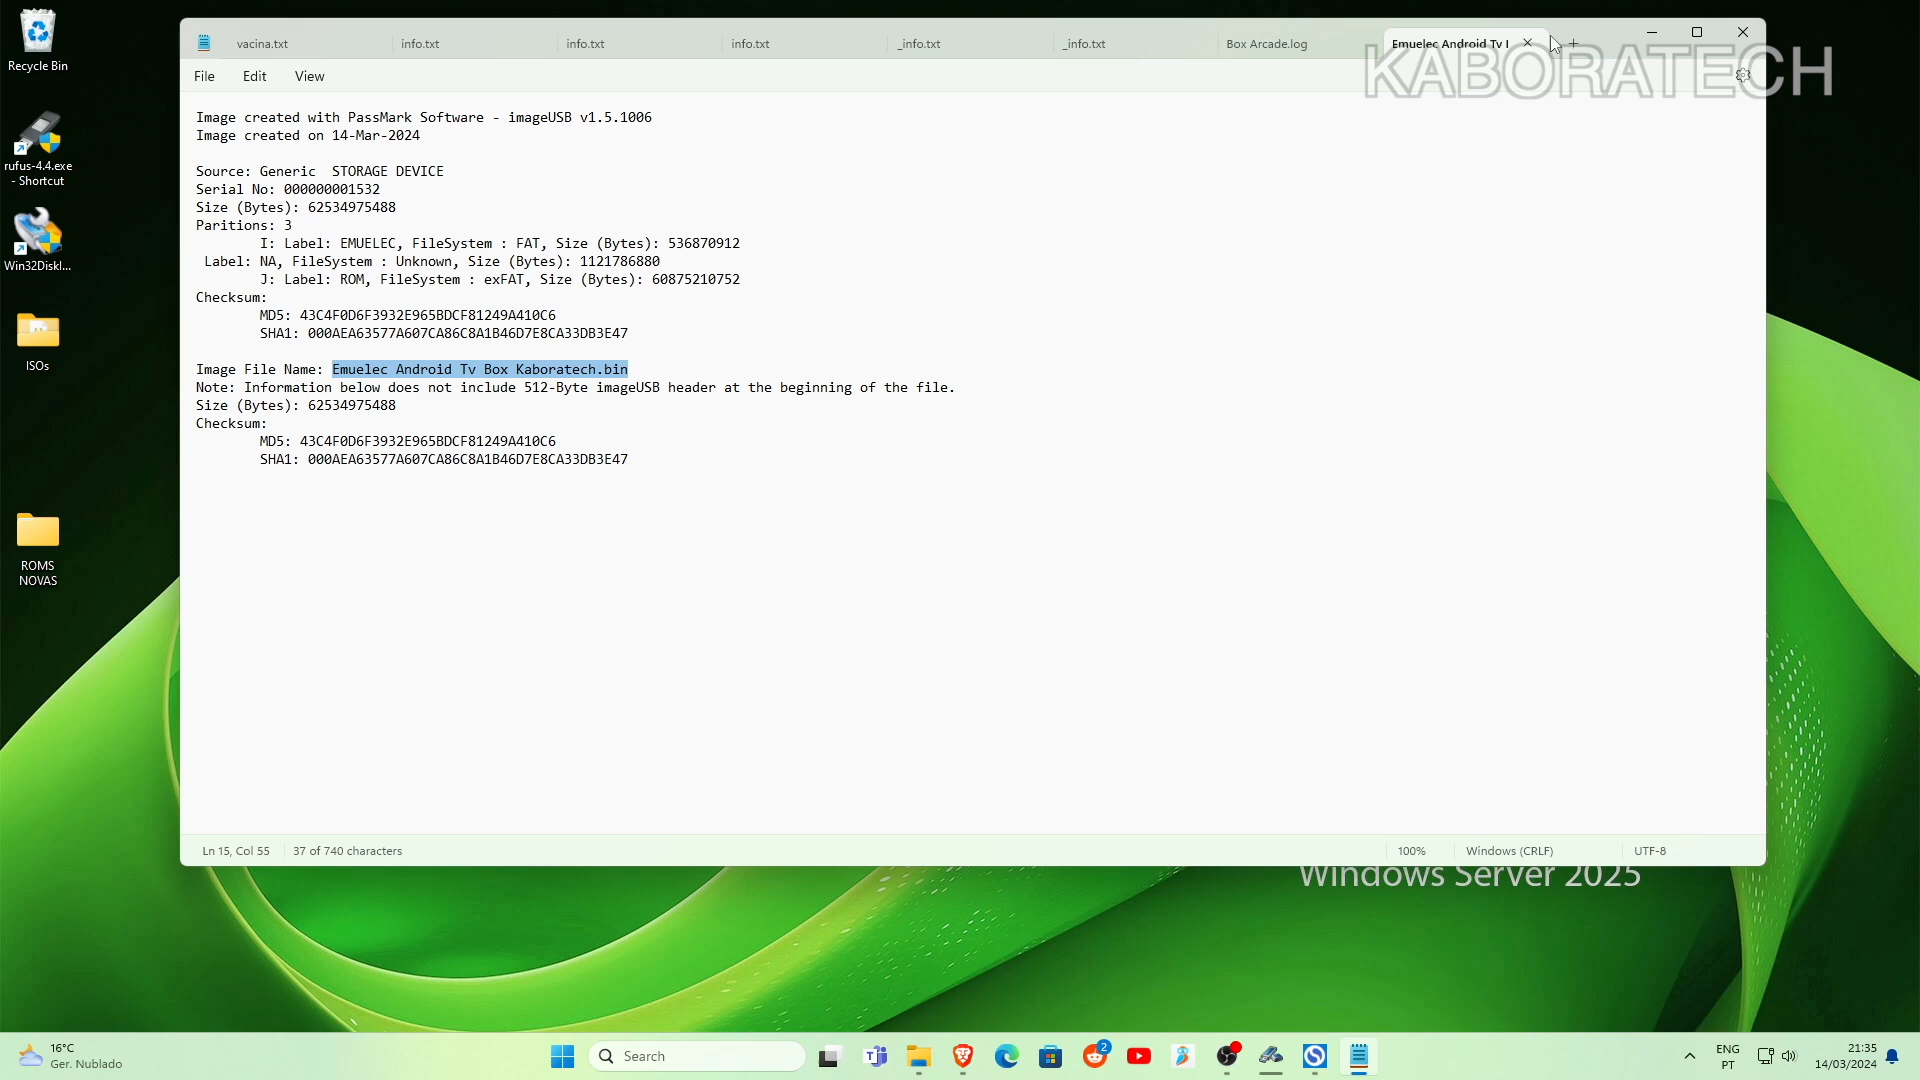 Recycle Bin
rufus-4.4.exe
- Shortcut
Win32DiskI...
ISOs
ROMS
NOVAS
vacina.txt
info.txt
info.txt
info.txt
_info.txt
_info.txt
Box Arcade.log
Emuelec Android Tv I
KABORATECH
File
Edit
View
Image created with PassMark Software - imageUSB v1.5.1006
Image created on 14-Mar-2024
Source: Generic  STORAGE DEVICE
Serial No: 000000001532
Size (Bytes): 62534975488
Paritions: 3
I: Label: EMUELEC, FileSystem : FAT, Size (Bytes): 536870912
Label: NA, FileSystem : Unknown, Size (Bytes): 1121786880
J: Label: ROM, FileSystem : exFAT, Size (Bytes): 60875210752
Checksum:
MD5: 43C4F0D6F3932E965BDCF81249A410C6
SHA1: 000AEA63577A607CA86C8A1B46D7E8CA33DB3E47
Image File Name: Emuelec Android Tv Box Kaboratech.bin
Note: Information below does not include 512-Byte imageUSB header at the beginning of the file.
Size (Bytes): 62534975488
Checksum:
MD5: 43C4F0D6F3932E965BDCF81249A410C6
SHA1: 000AEA63577A607CA86C8A1B46D7E8CA33DB3E47
Ln 15, Col 55
37 of 740 characters
100%
Windows (CRLF)
UTF-8
Windows Server 2025
16°C
Ger. Nublado
Search
2
ENG
PT
21:35
14/03/2024